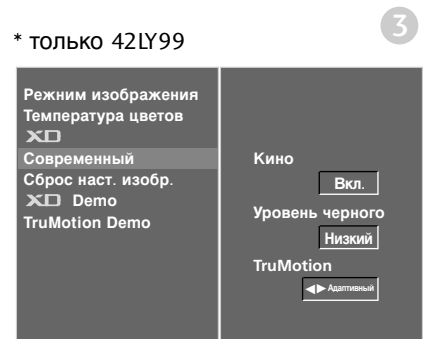 * только 42LY99
3
Режим изображения
Температура цветов
XD
Современный
Сброс наст. изобр.
XD Demo
TruMotion Demo
Кино
Вкл.
Уровень черного
Низкий
TruMotion
◀▶ Адаптивный